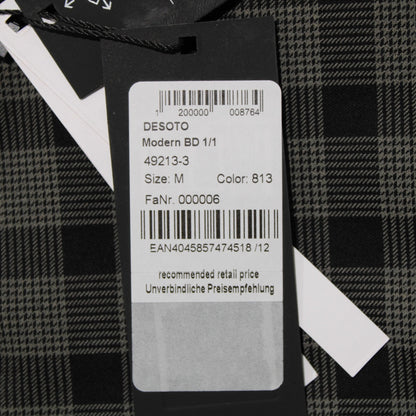 1 200000 008764
DESOTO
Modern BD 1/1
49213-3
Size: M Color: 813
FaNr. 000006
EAN4045857474518 /12
recommended retail price
Unverbindliche Preisempfehlung